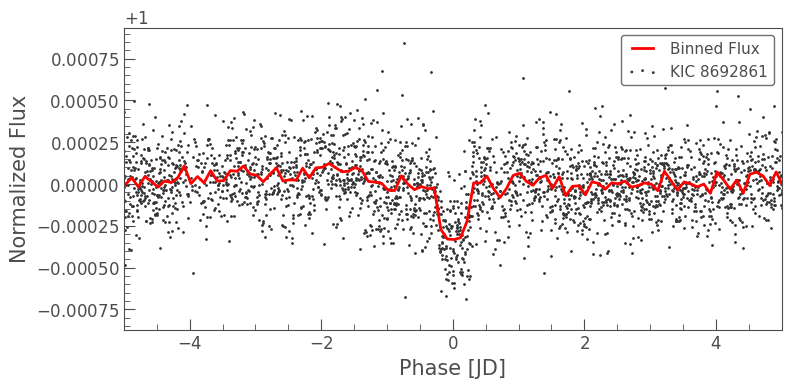 +1
Normalized Flux
0.00075
0.00050
0.00025
0.00000
−0.00025
−0.00050
−0.00075
Binned Flux
KIC 8692861
−4 −2 0 2 4
Phase [JD]